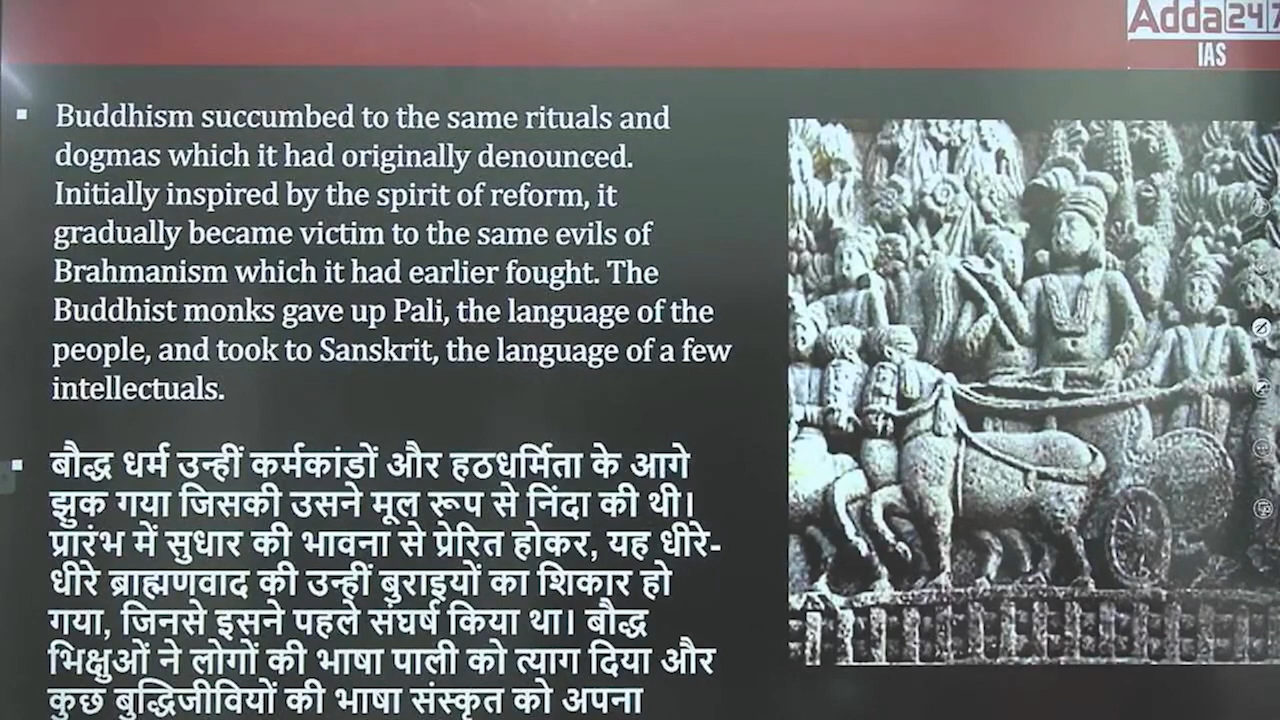 Adda247
IAS
Buddhism succumbed to the same rituals and
dogmas which it had originally denounced.
Initially inspired by the spirit of reform, it
gradually became victim to the same evils of
Brahmanism which it had earlier fought. The
Buddhist monks gave up Pali, the language of the
people, and took to Sanskrit, the language of a few
intellectuals.
बौद्ध धर्म उन्हीं कर्मकांडों और हठधर्मिता के आगे
झुक गया जिसकी उसने मूल रूप से निंदा की थी।
प्रारंभ में सुधार की भावना से प्रेरित होकर, यह धीरे-
धीरे ब्राह्मणवाद की उन्हीं बुराइयों का शिकार हो
गया, जिनसे इसने पहले संघर्ष किया था। बौद्ध
भिक्षुओं ने लोगों की भाषा पाली को त्याग दिया और
कुछ बुद्धिजीवियों की भाषा संस्कृत को अपना